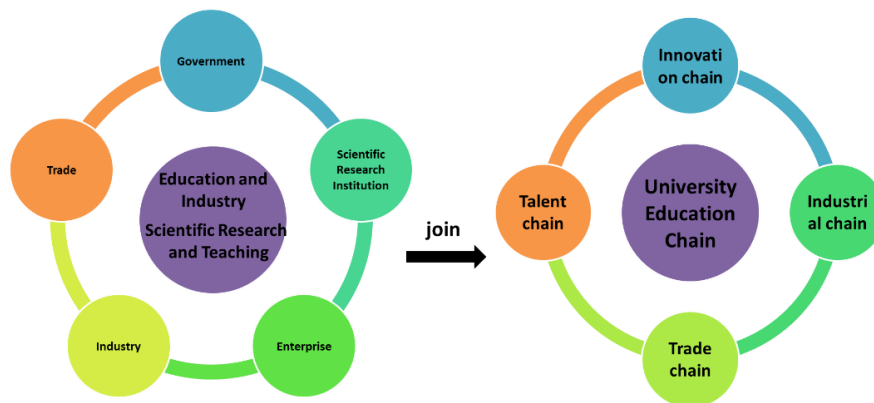 Government
Trade
Scientific
Research
Institution
Education and
Industry
Scientific Research
and Teaching
Industry
Enterprise
join
Innovati
on chain
Talent
chain
University
Education
Chain
Industri
al chain
Trade
chain